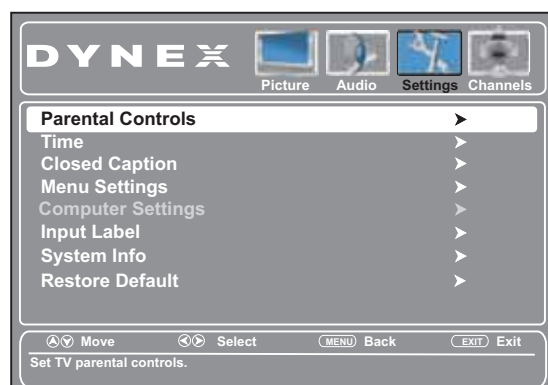 DYNEX
Picture Audio Settings Channels
Parental Controls
Time
Closed Caption
Menu Settings
Computer Settings
Input Label
System Info
Restore Default
Move Select MENU Back EXIT Exit
Set TV parental controls.